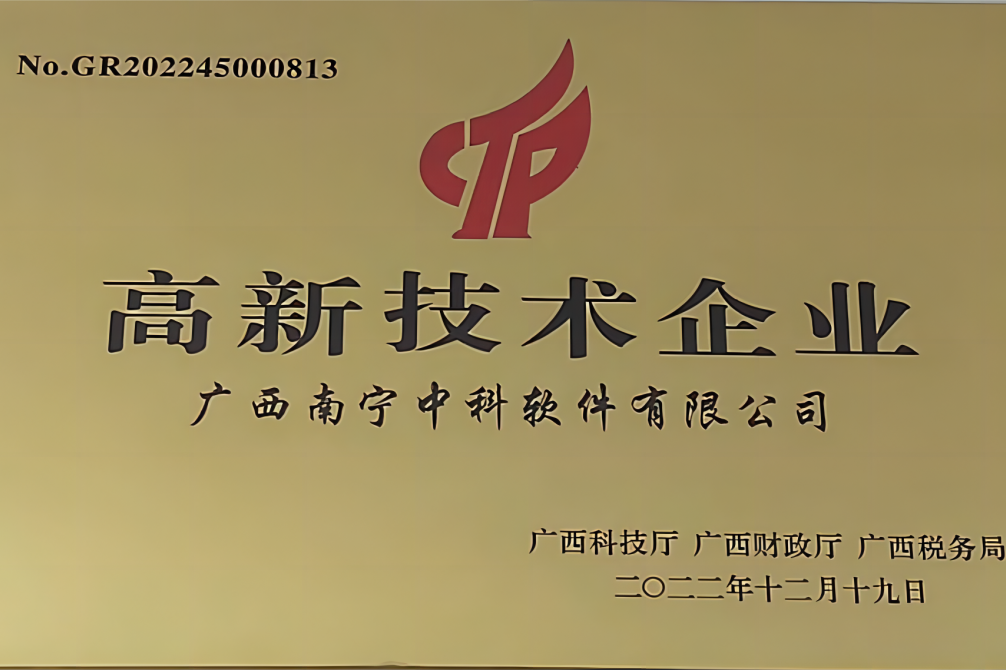 No.GR202245000813
高新技术企业
广西南宁中科软件有限公司
广西科技厅 广西财政厅 广西税务局
二〇二二年十二月十九日